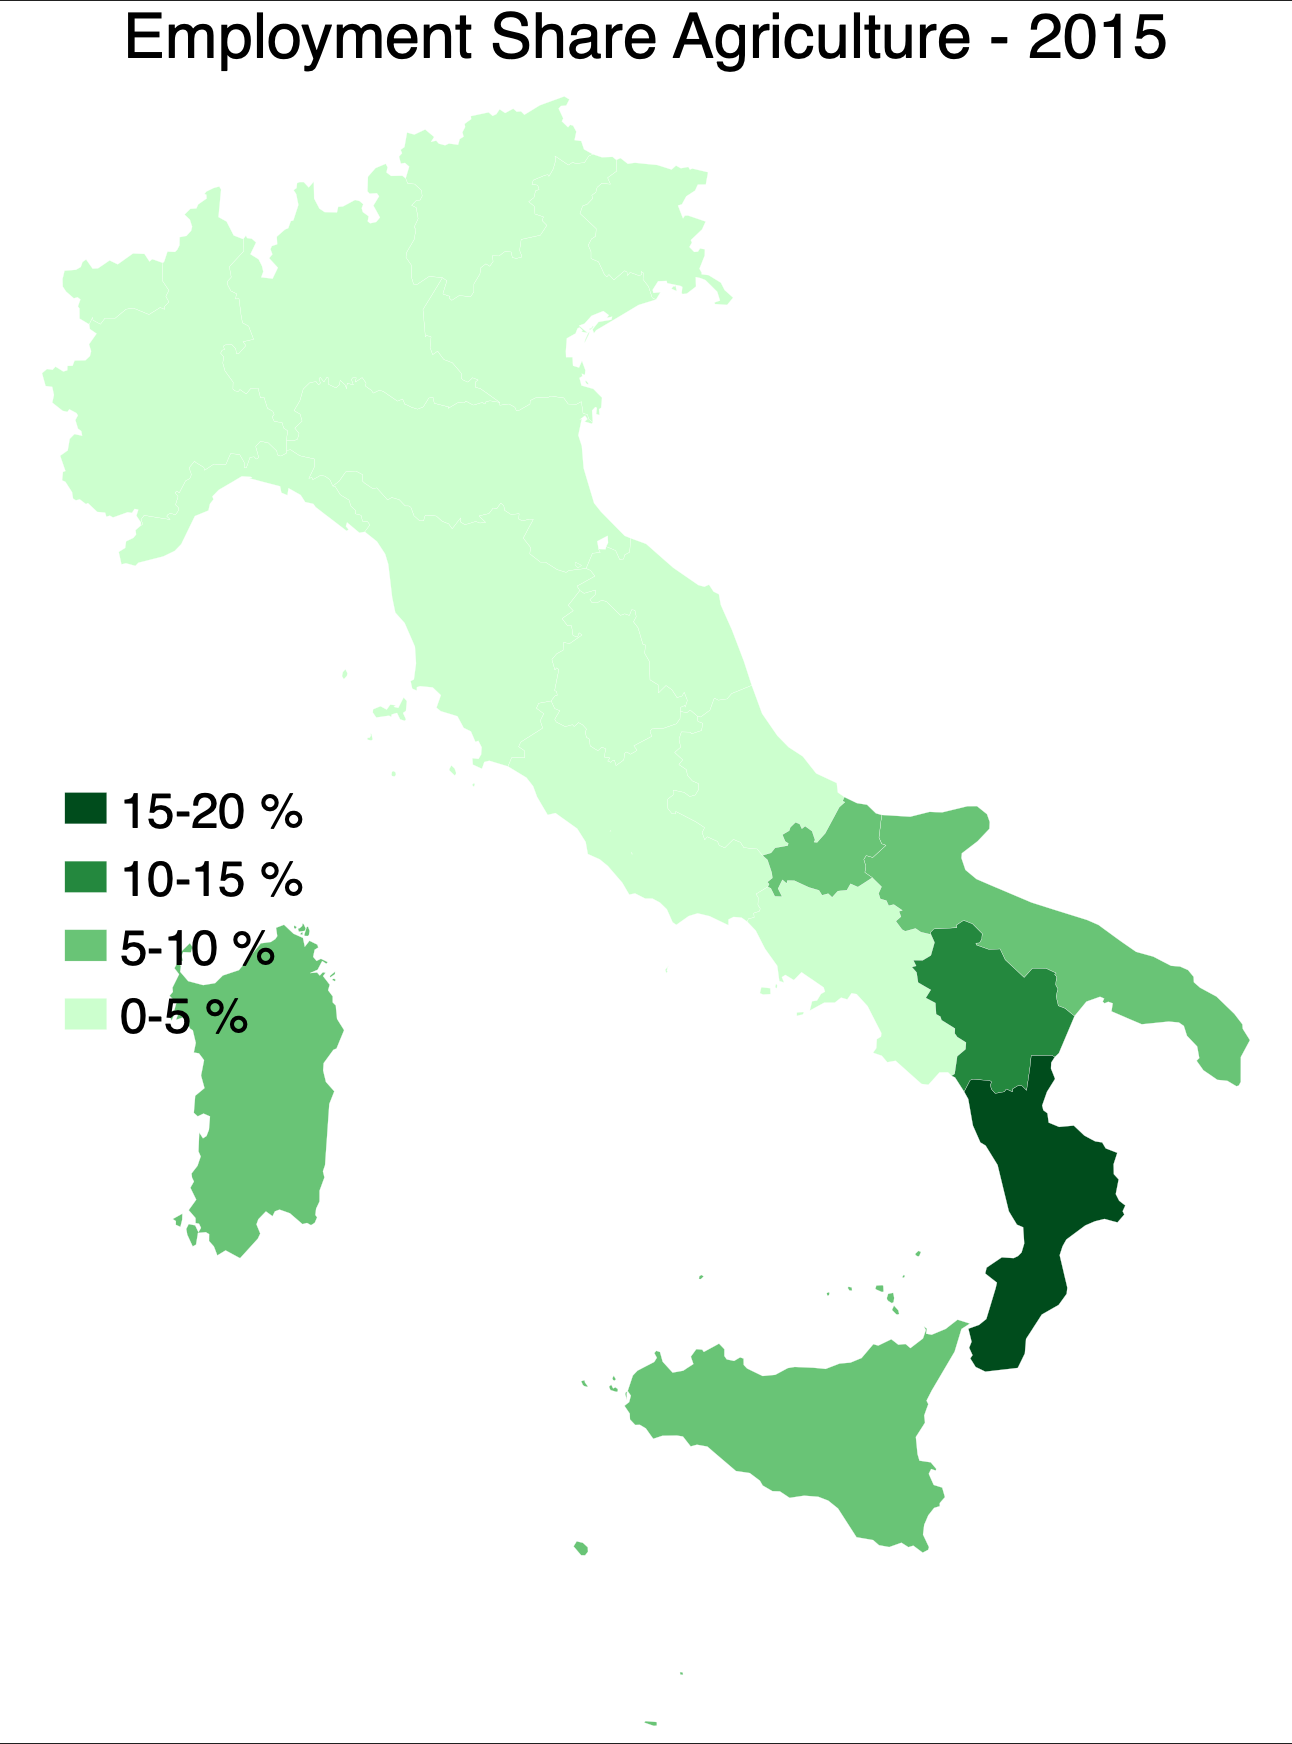 Employment Share Agriculture - 2015
15-20 %
10-15 %
5-10 %
0-5 %